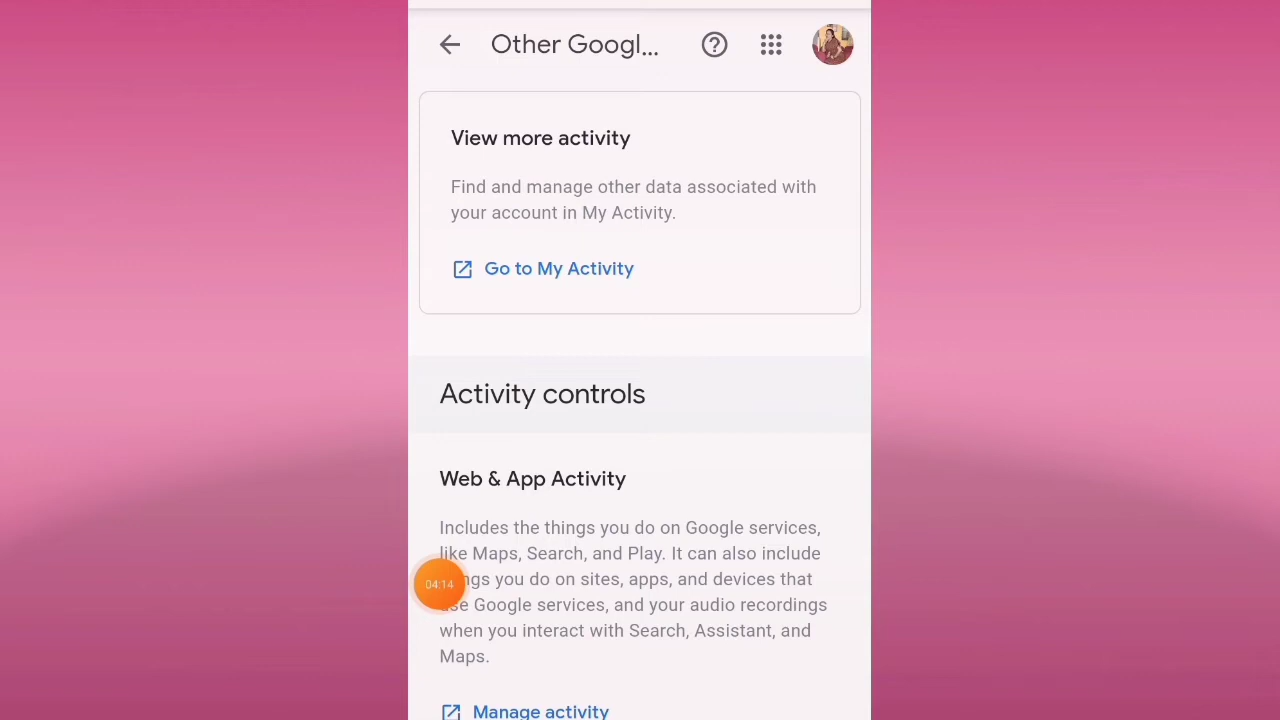 Other Googl...
View more activity
Find and manage other data associated with
your account in My Activity.
Go to My Activity
Activity controls
Web & App Activity
Includes the things you do on Google services,
like Maps, Search, and Play. It can also include
you do on sites, apps, and devices that
04:14
Google services, and your audio recordings
when you interact with Search, Assistant, and
Maps.
Manage activity